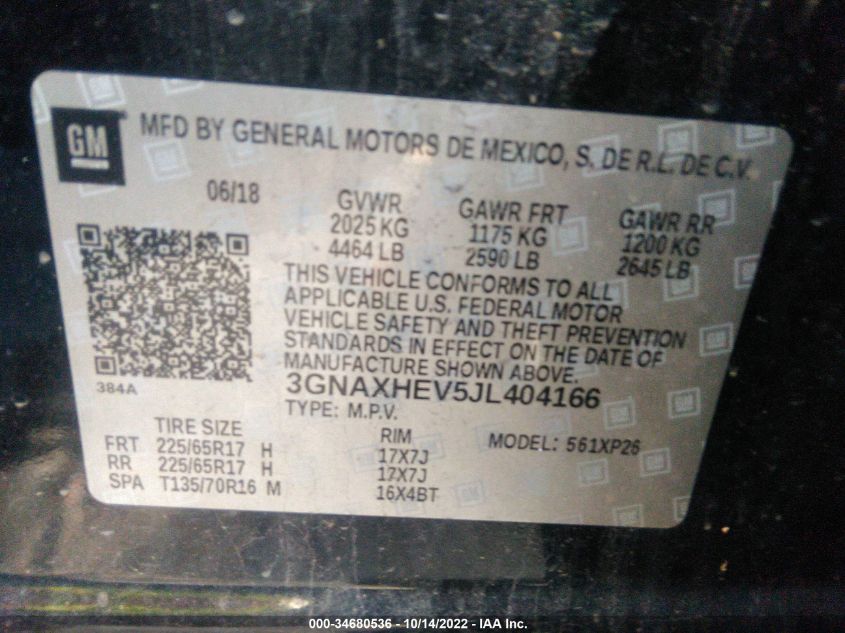 GM
MFD BY GENERAL MOTORS DE MEXICO, S. DE R.L. DE C.V.
06/18
GVWR
2025 KG
4464 LB
GAWR FRT
1175 KG
2590 LB
GAWR RR
1200 KG
2645 LB
THIS VEHICLE CONFORMS TO ALL
APPLICABLE U.S. FEDERAL MOTOR
VEHICLE SAFETY AND THEFT PREVENTION
STANDARDS IN EFFECT ON THE DATE OF
MANUFACTURE SHOWN ABOVE.
384A
3GNAXHEV5JL404166
TYPE: M.P.V.
TIRE SIZE
RIM
MODEL: 561XP26
FRT 225/65R17 H 17X7J
RR 225/65R17 H 17X7J
SPA T135/70R16 M 16X4BT
000-34680536 - 10/14/2022 - IAA Inc.